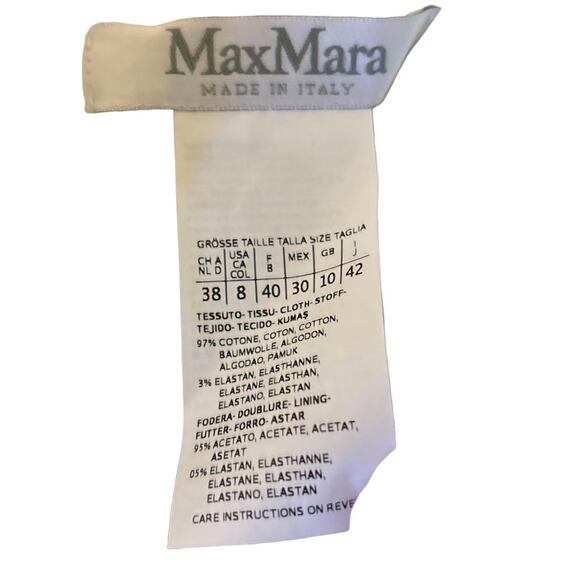 MaxMara
MADE IN ITALY
GRÖSSE TAILLE TALLA SIZE TAGLIA
CH A NL D USA CA COL F B MEX GB I J
38 8 40 30 10 42
TESSUTO- TISSU- CLOTH- STOFF-
TEJIDO- TECIDO- KUMAŞ
97% COTONE, COTON, COTTON,
BAUMWOLLE, ALGODON,
ALGODAO, PAMUK
3% ELASTAN, ELASTHANNE,
ELASTANE, ELASTHAN,
ELASTANO, ELASTAN
FODERA- DOUBLURE- LINING-
FUTTER- FORRO- ASTAR
95% ACETATO, ACETATE, ACETAT,
ASETAT
05% ELASTAN, ELASTHANNE,
ELASTANE, ELASTHAN,
ELASTANO, ELASTAN
CARE INSTRUCTIONS ON REVE